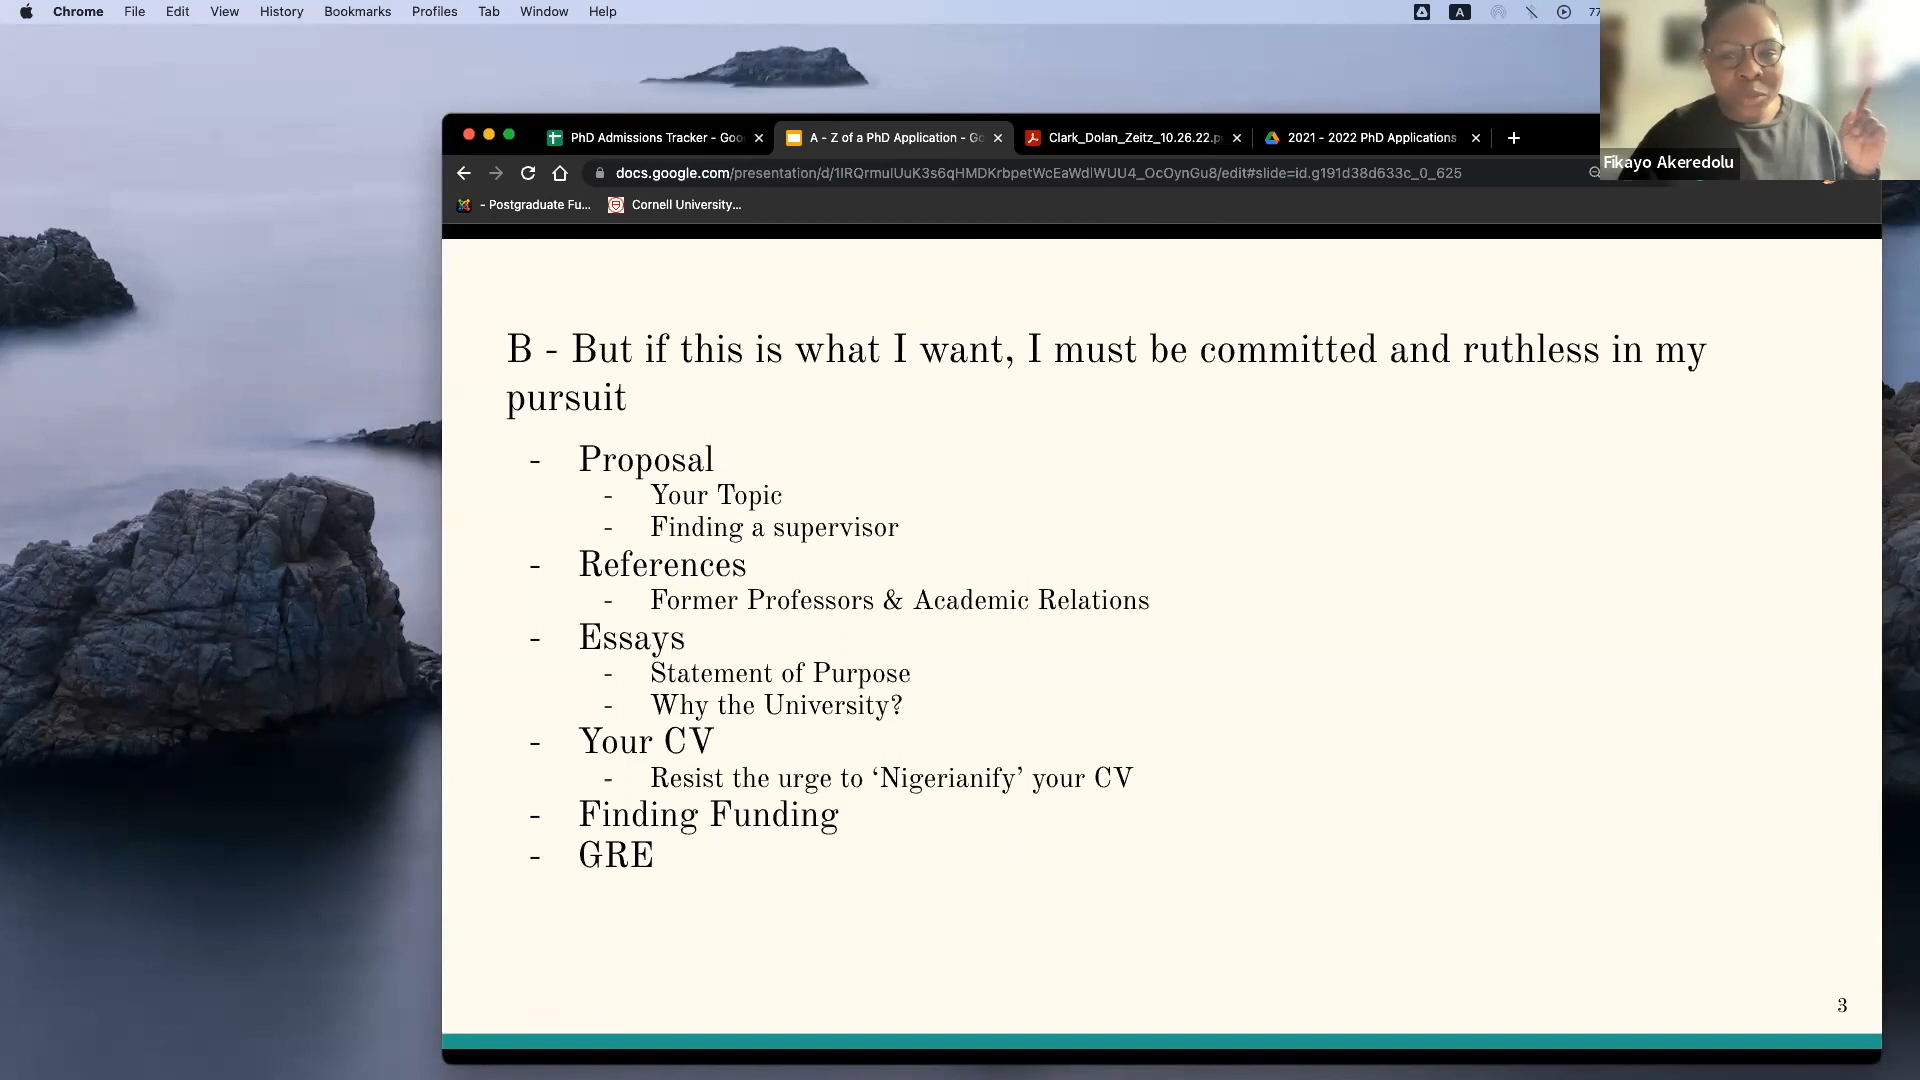 Chrome File Edit View History Bookmarks Profiles Tab Window Help
A
77
PhD Admissions Tracker - Goo
A - Z of a PhD Application - Go
Clark_Dolan_Zeitz_10.26.22.p
2021 - 2022 PhD Applications
docs.google.com/presentation/d/1IRQrmuIUuK3s6qHMDKrbpetWcEaWdIWUU4_OcOynGu8/edit#slide=id.g191d38d633c_0_625
- Postgraduate Fu...
Cornell University...
Fikayo Akeredolu
B - But if this is what I want, I must be committed and ruthless in my
pursuit
- Proposal
- Your Topic
- Finding a supervisor
- References
- Former Professors & Academic Relations
- Essays
- Statement of Purpose
- Why the University?
- Your CV
- Resist the urge to ‘Nigerianify’ your CV
- Finding Funding
- GRE
3